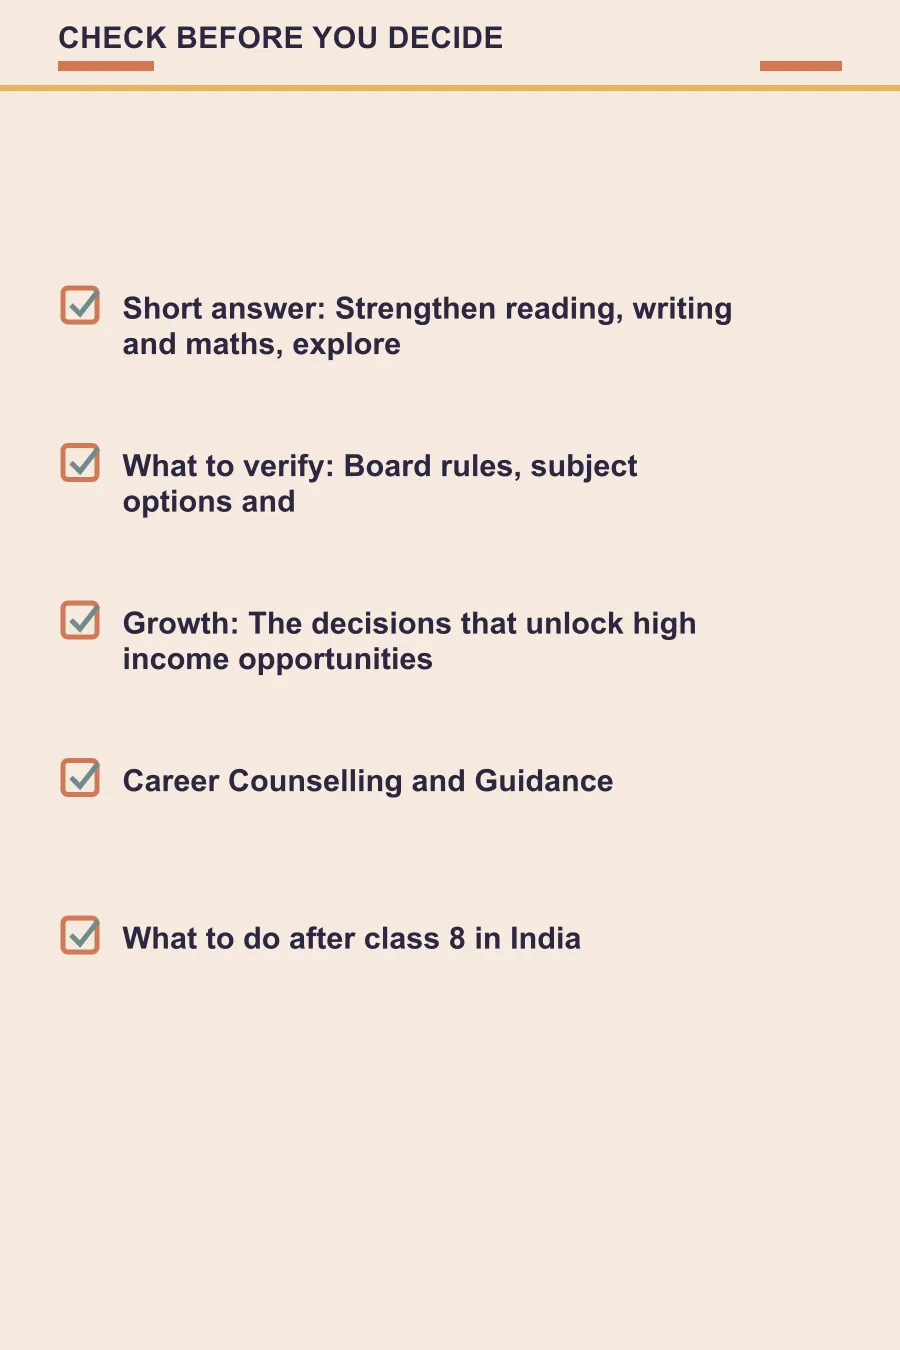 CHECK BEFORE YOU DECIDE
Short answer: Strengthen reading, writing
and maths, explore
What to verify: Board rules, subject
options and
Growth: The decisions that unlock high
income opportunities
Career Counselling and Guidance
What to do after class 8 in India